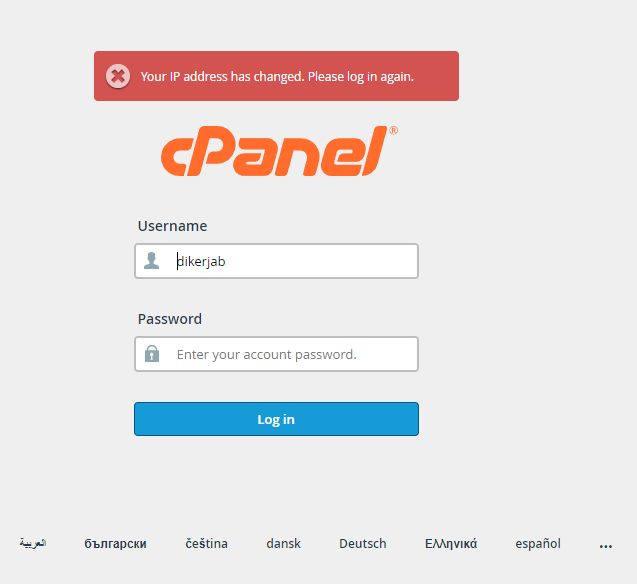 Your IP address has changed. Please log in again.
cPanel®
Username
dikerjab
Password
Enter your account password.
Log in
العربية български čeština dansk Deutsch Ελληνικά español ...